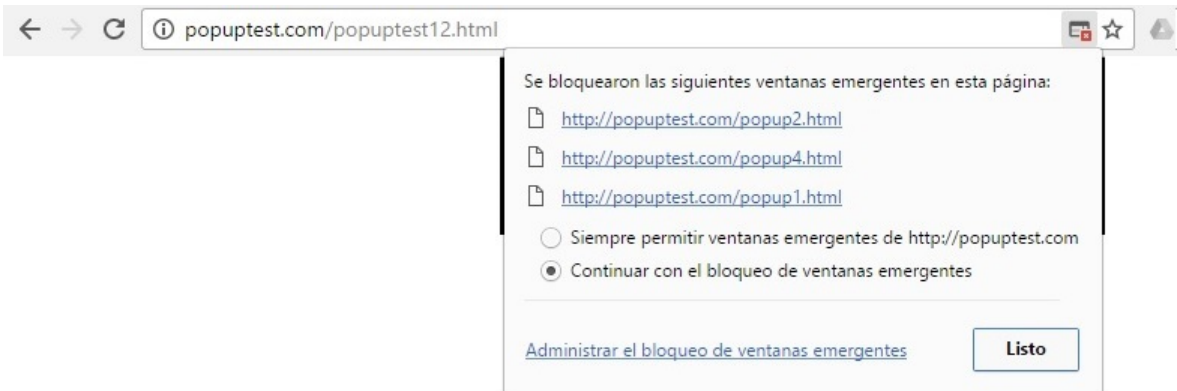 popuptest.com/popuptest12.html
Se bloquearon las siguientes ventanas emergentes en esta página:
http://popuptest.com/popup2.html
http://popuptest.com/popup4.html
http://popuptest.com/popup1.html
Siempre permitir ventanas emergentes de http://popuptest.com
Continuar con el bloqueo de ventanas emergentes
Administrar el bloqueo de ventanas emergentes
Listo